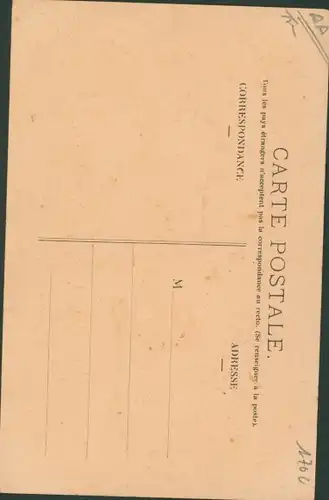 CARTE POSTALE.
Tous les pays étrangers n'acceptent pas la correspondance au recto. (Se renseigner à la poste).
CORRESPONDANCE
ADRESSE
M